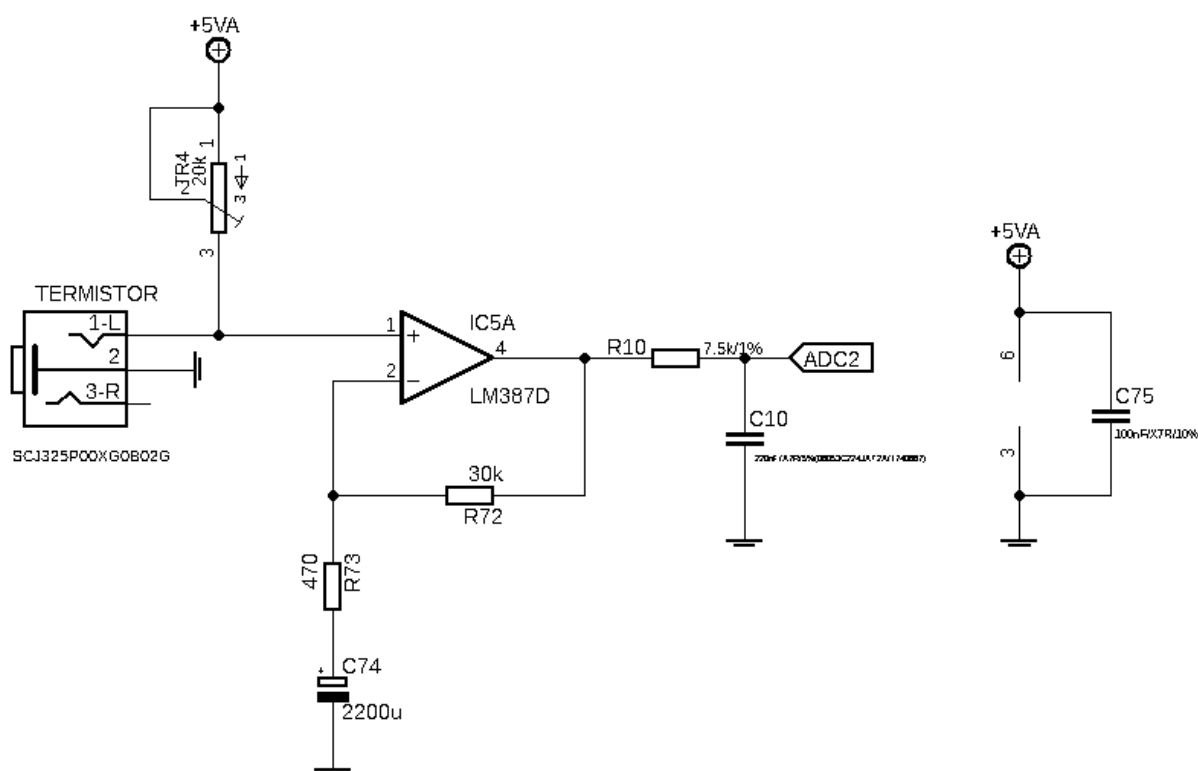 +5VA
1
TR4
20k
2
1
3
3
TERMISTOR
1-L
2
3-R
SCJ325P00XG0B02G
1
+
2
−
IC5A
4
LM387D
R10
7.5k/1%
ADC2
C10
30k
R72
470
R73
+
C74
2200u
+5VA
6
3
C75
100nF/X7R/10%